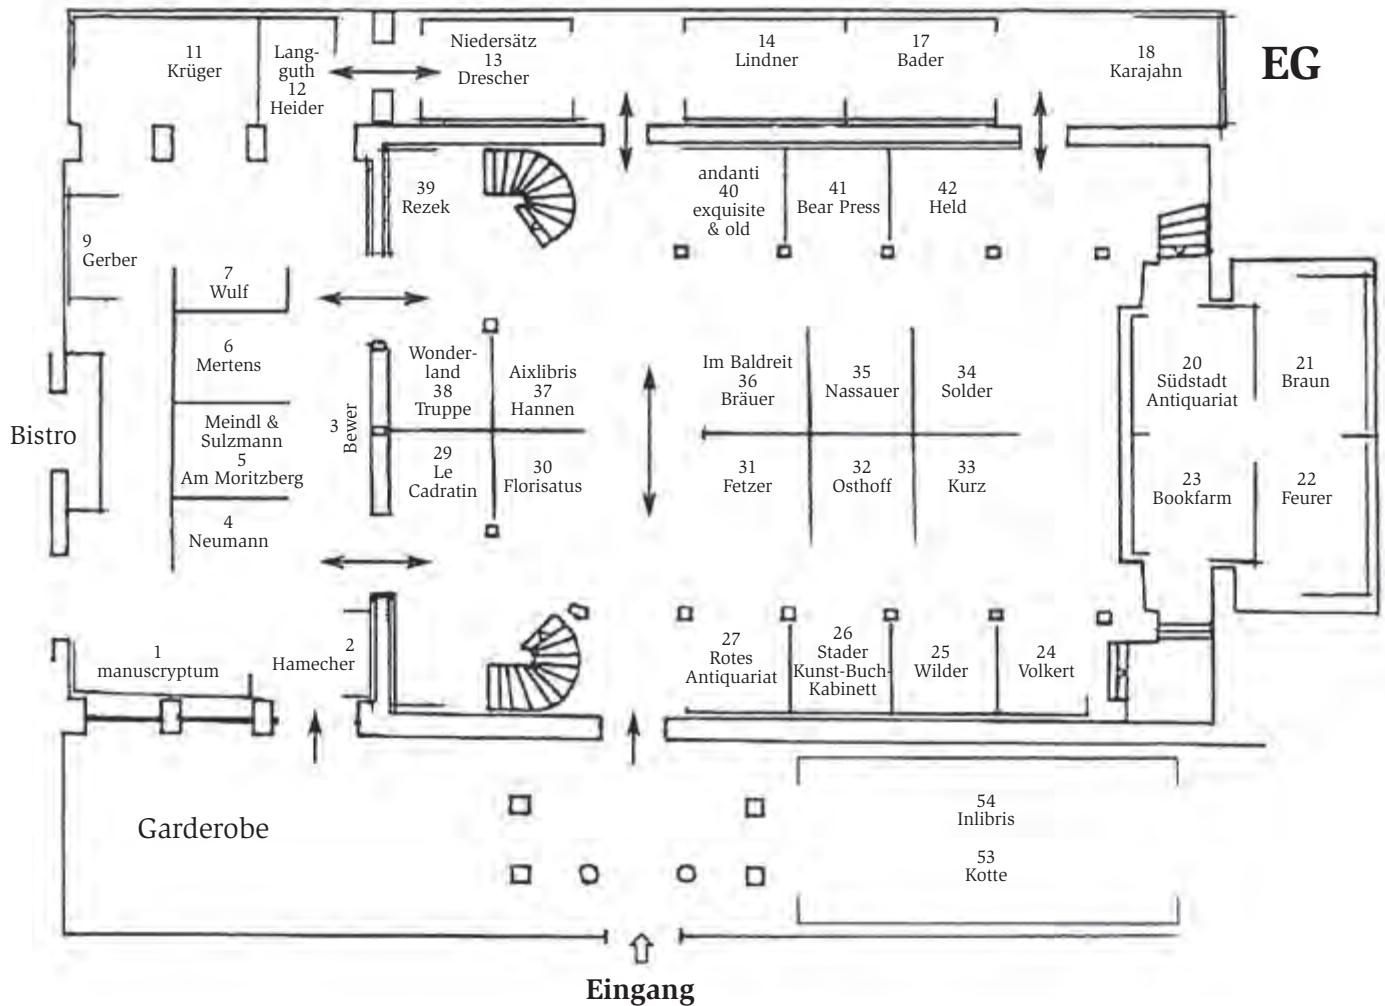 EG
11
Krüger
Lang-
guth
12
Heider
Niedersätz
13
Drescher
14
Lindner
17
Bader
18
Karajahn
39
Rezek
andanti
40
exquisite
& old
41
Bear Press
42
Held
9
Gerber
7
Wulf
6
Mertens
Meindl &
Sulzmann
5
Am Moritzberg
4
Neumann
Bistro
3
Bewer
Wonder-
land
38
Truppe
Aixlibris
37
Hannen
29
Le
Cadratin
30
Florisatus
Im Baldreit
36
Bräuer
35
Nassauer
34
Solder
31
Fetzer
32
Osthoff
33
Kurz
20
Südstadt
Antiquariat
21
Braun
23
Bookfarm
22
Feurer
1
manuscryptum
2
Hamecher
27
Rotes
Antiquariat
26
Stader
Kunst-Buch-
Kabinett
25
Wilder
24
Volkert
Garderobe
54
Inlibris
53
Kotte
Eingang